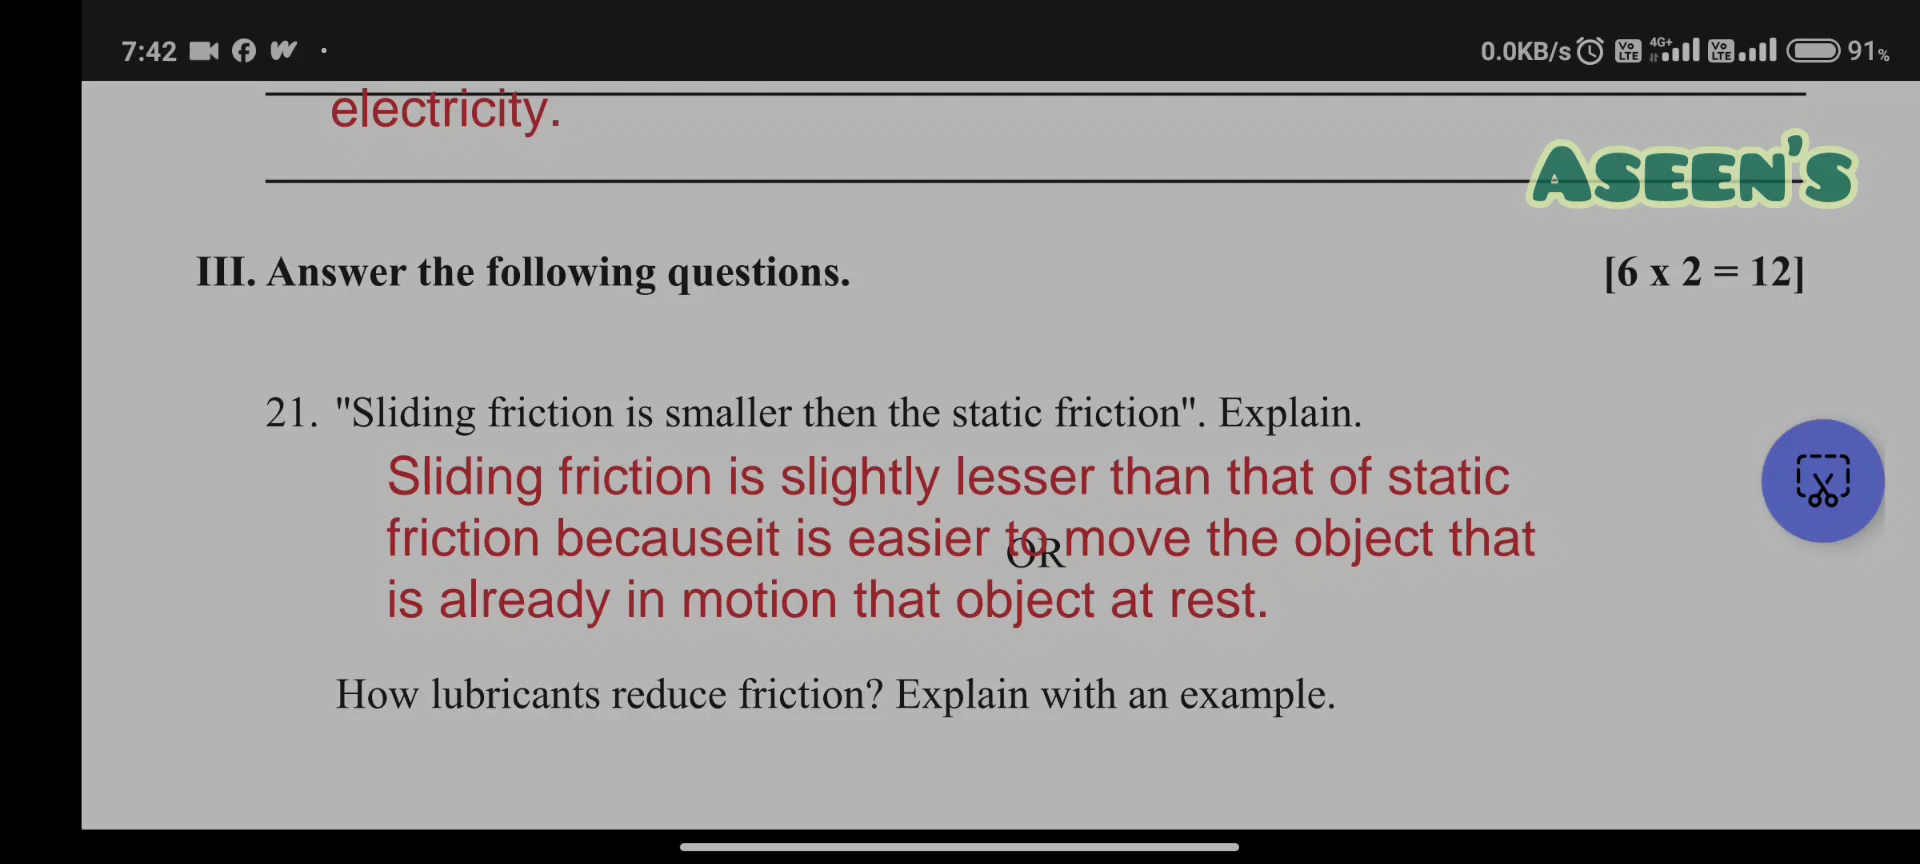 7:42
0.0KB/s VoLTE 4G+ VoLTE 91%
electricity.
ASEEN'S
III. Answer the following questions. [6 x 2 = 12]
21. "Sliding friction is smaller then the static friction". Explain.
Sliding friction is slightly lesser than that of static
friction becauseit is easier to move the object that
OR
is already in motion that object at rest.
How lubricants reduce friction? Explain with an example.